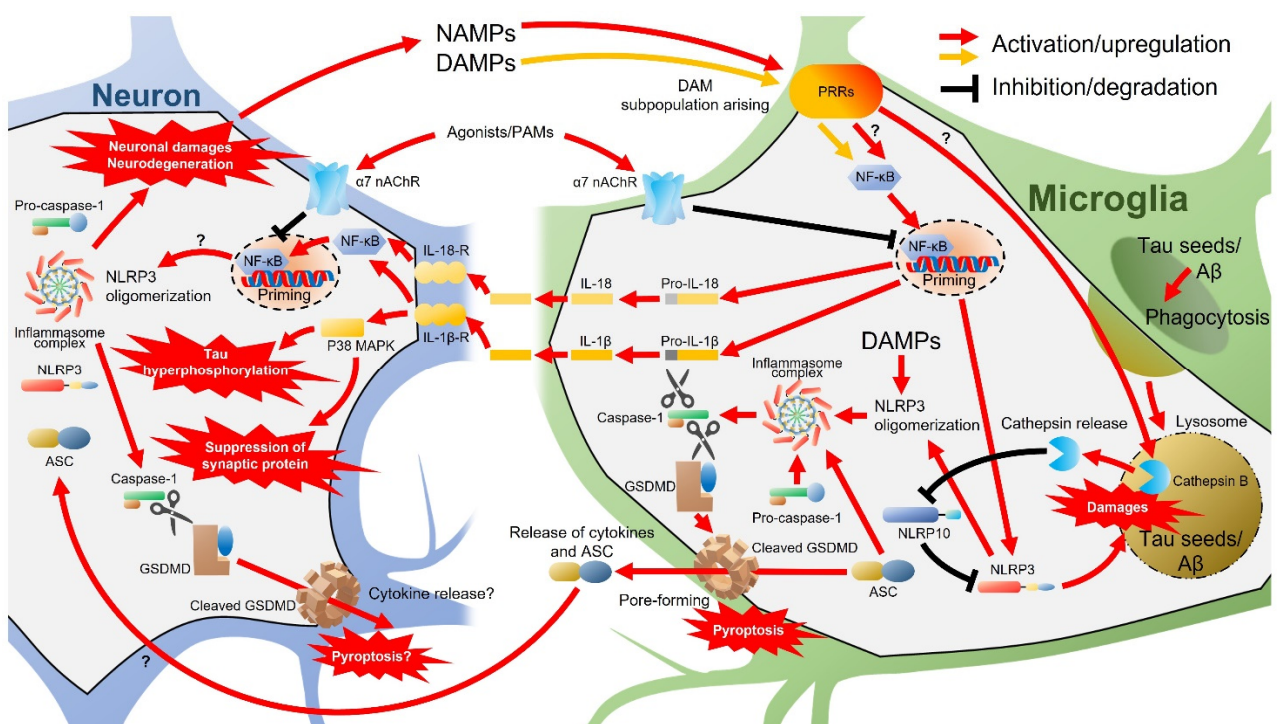 NAMPs
DAMPs
Activation/upregulation
Inhibition/degradation
DAM
subpopulation arising
PRRs
?
?
Neuron
Neuronal damages
Neurodegeneration
Agonists/PAMs
α7 nAChR
α7 nAChR
NF-κB
Microglia
Pro-caspase-1
Tau seeds/
Aβ
Phagocytosis
?
NF-κB
NF-κB
Priming
IL-18-R
NF-κB
Priming
NLRP3
oligomerization
IL-18
Pro-IL-18
Inflammasome
complex
P38 MAPK
IL-1β-R
IL-1β
Pro-IL-1β
DAMPs
Tau
hyperphosphorylation
NLRP3
Inflammasome
complex
NLRP3
oligomerization
Caspase-1
Cathepsin release
Lysosome
Suppression of
synaptic protein
ASC
Cathepsin B
Caspase-1
GSDMD
Pro-caspase-1
Damages
NLRP10
Tau seeds/
Aβ
GSDMD
Release of cytokines
and ASC
Cleaved GSDMD
NLRP3
ASC
Cleaved GSDMD
Cytokine release?
Pore-forming
Pyroptosis
Pyroptosis?
?